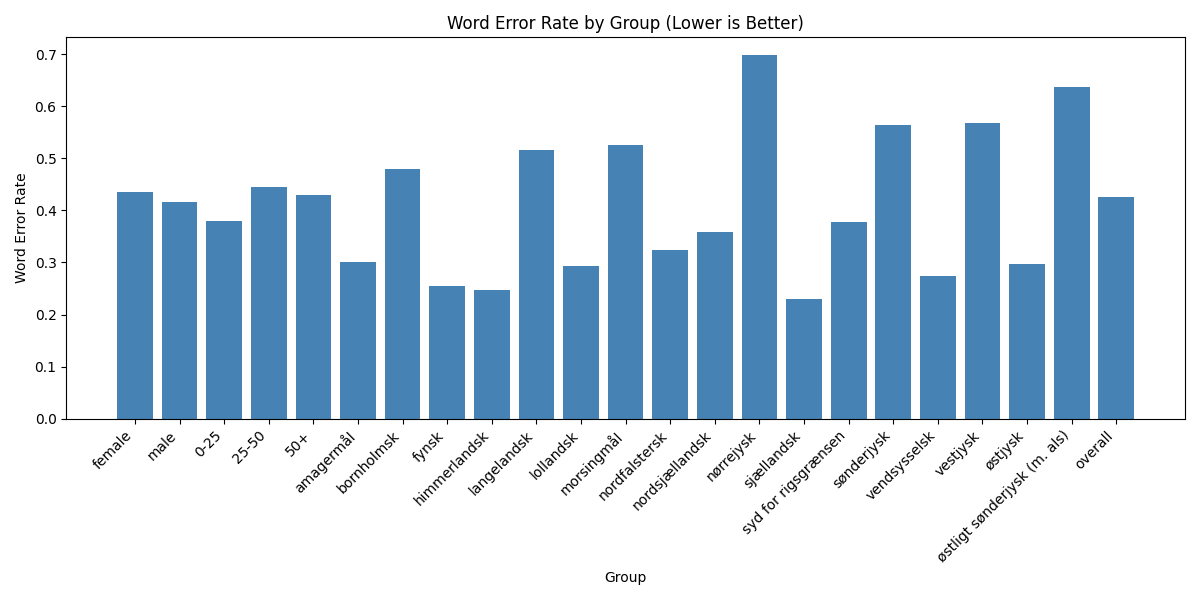 Word Error Rate by Group (Lower is Better)
Word Error Rate
0.7
0.6
0.5
0.4
0.3
0.2
0.1
0.0
female
male
0-25
25-50
50+
amagermål
bornholmsk
fynsk
himmerlandsk
langelandsk
lollandsk
morsingmål
nordfalstersk
nordsjællandsk
nørrejysk
sjællandsk
syd for rigsgrænsen
sønderjysk
vendsysselsk
vestjysk
østjysk
østligt sønderjysk (m. als)
overall
Group